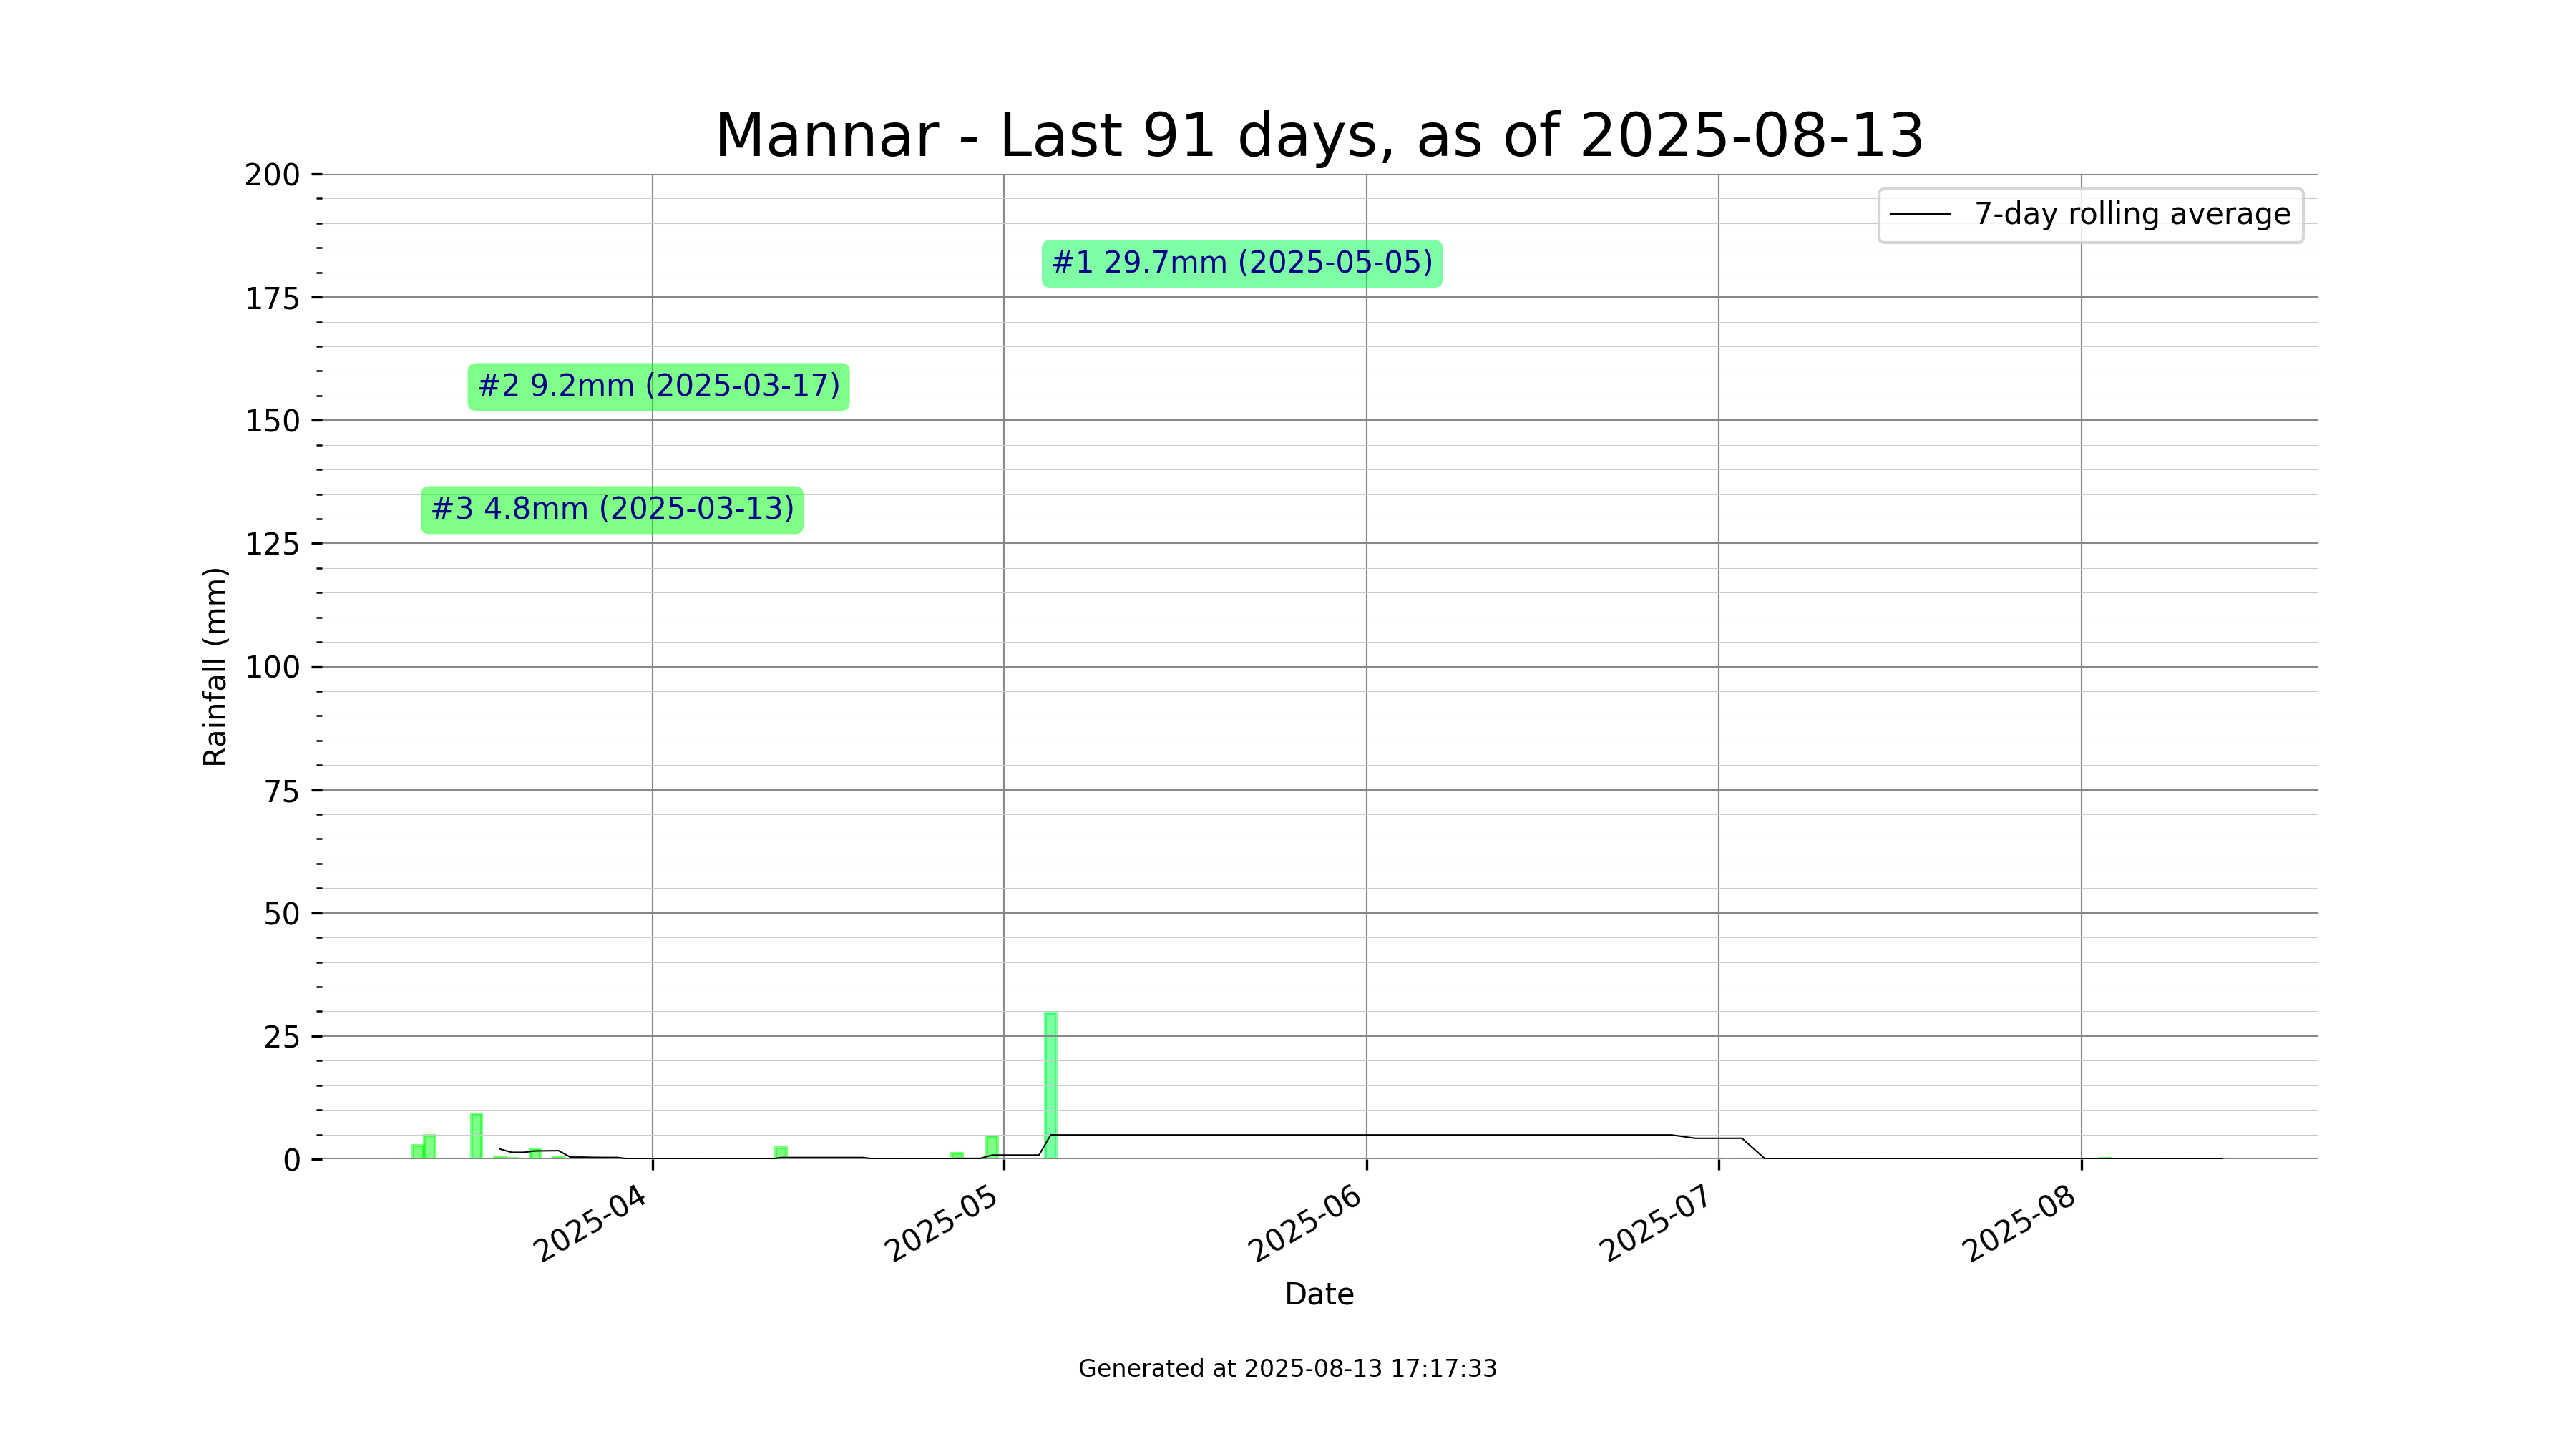 Mannar - Last 91 days, as of 2025-08-13
7-day rolling average
#1 29.7mm (2025-05-05)
#2 9.2mm (2025-03-17)
#3 4.8mm (2025-03-13)
Rainfall (mm)
200
175
150
125
100
75
50
25
0
2025-04
2025-05
2025-06
2025-07
2025-08
Date
Generated at 2025-08-13 17:17:33